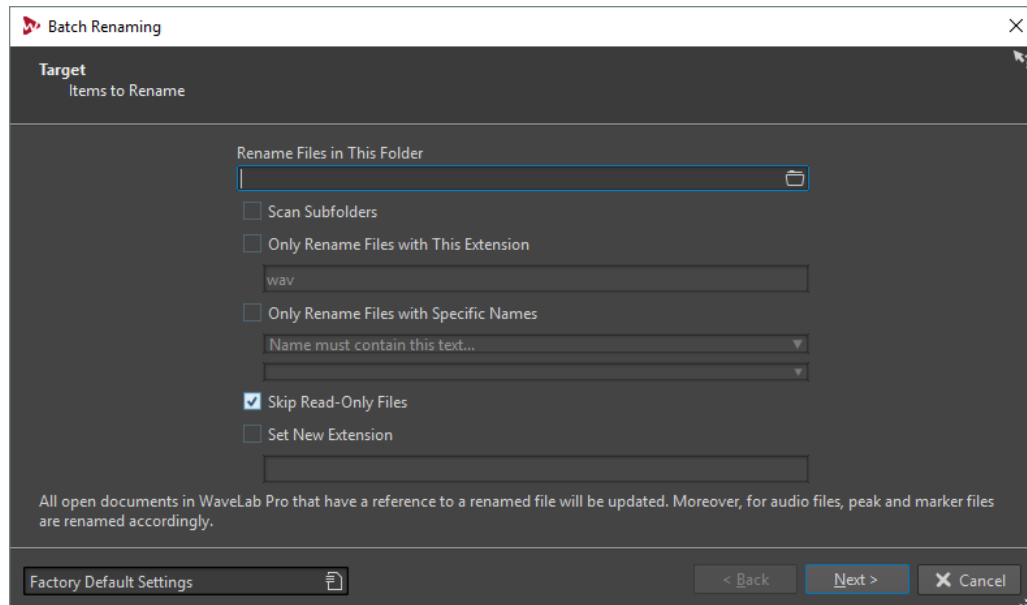 Batch Renaming
Target
Items to Rename
Rename Files in This Folder
Scan Subfolders
Only Rename Files with This Extension
wav
Only Rename Files with Specific Names
Name must contain this text...
Skip Read-Only Files
Set New Extension
All open documents in WaveLab Pro that have a reference to a renamed file will be updated. Moreover, for audio files, peak and marker files
are renamed accordingly.
Factory Default Settings
< Back
Next >
Cancel